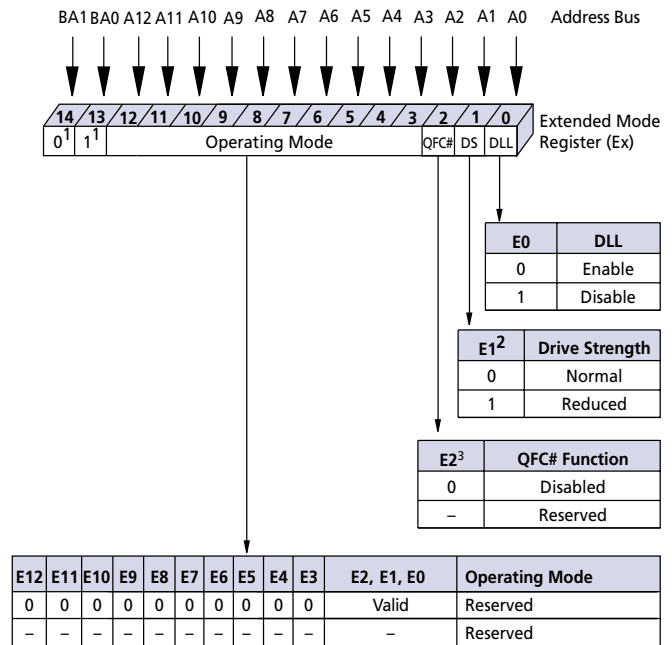 BA1 BA0 A12 A11 A10 A9 A8 A7 A6 A5 A4 A3 A2 A1 A0 Address Bus
14 13 12 11 10 9 8 7 6 5 4 3 2 1 0
Extended Mode
Register (Ex)
0¹ 1¹ Operating Mode QFC# DS DLL
E0 DLL
0 Enable
1 Disable
E1² Drive Strength
0 Normal
1 Reduced
E2³ QFC# Function
0 Disabled
– Reserved
E12 E11 E10 E9 E8 E7 E6 E5 E4 E3 E2, E1, E0 Operating Mode
0 0 0 0 0 0 0 0 0 0 Valid Reserved
– – – – – – – – – – – Reserved